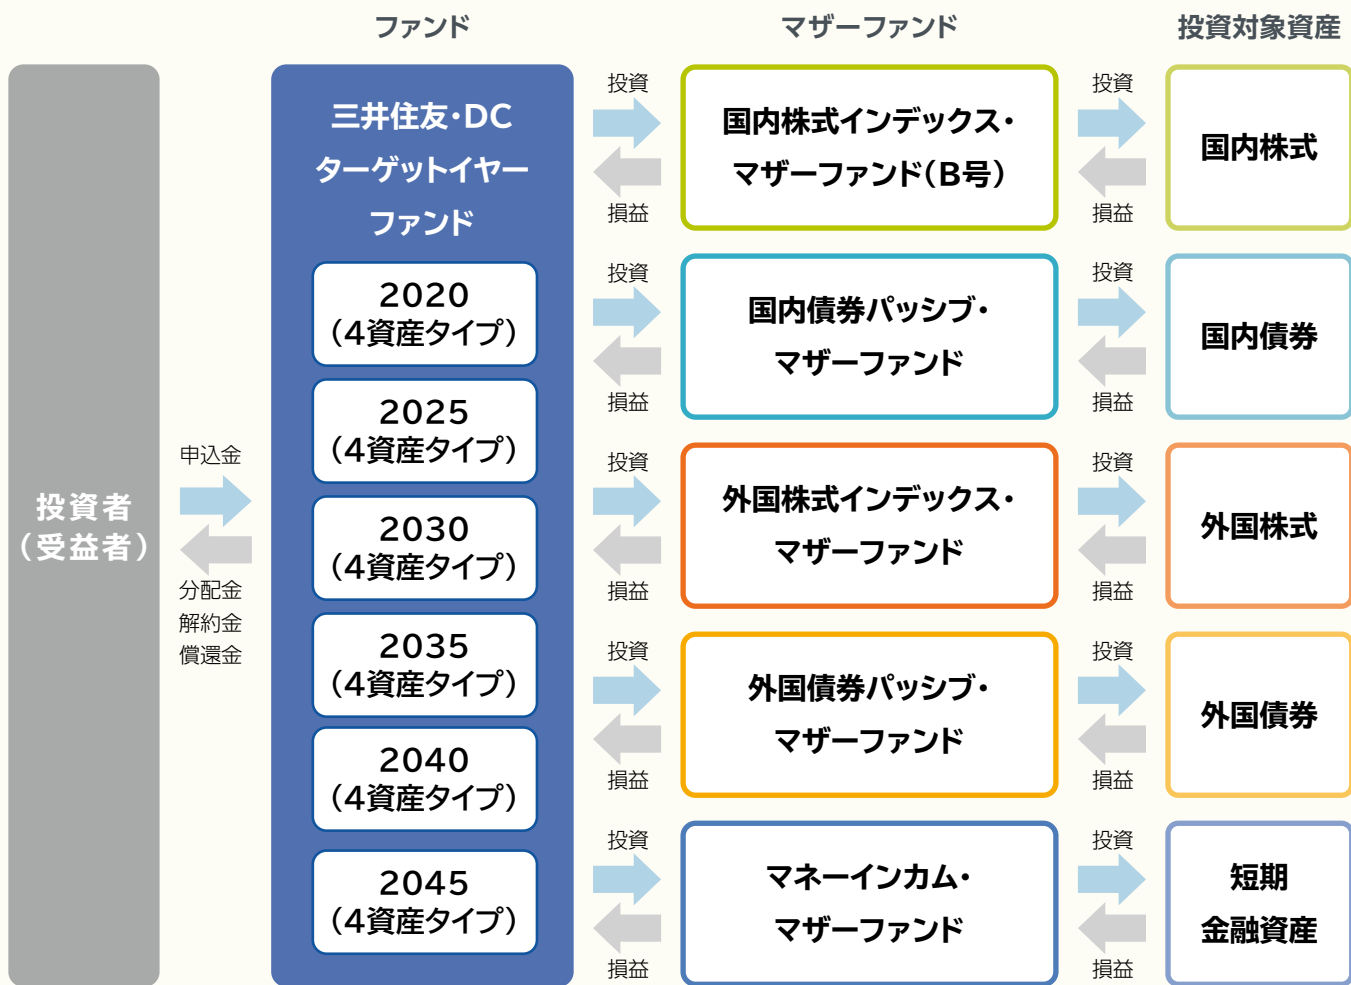 ファンド
マザーファンド
投資対象資産
投資者
（受益者）
申込金
分配金
解約金
償還金
三井住友・DC
ターゲットイヤー
ファンド
2020
（4資産タイプ）
2025
（4資産タイプ）
2030
（4資産タイプ）
2035
（4資産タイプ）
2040
（4資産タイプ）
2045
（4資産タイプ）
投資
損益
国内株式インデックス・
マザーファンド（B号）
投資
損益
国内株式
投資
損益
国内債券パッシブ・
マザーファンド
投資
損益
国内債券
投資
損益
外国株式インデックス・
マザーファンド
投資
損益
外国株式
投資
損益
外国債券パッシブ・
マザーファンド
投資
損益
外国債券
投資
損益
マネーインカム・
マザーファンド
投資
損益
短期
金融資産